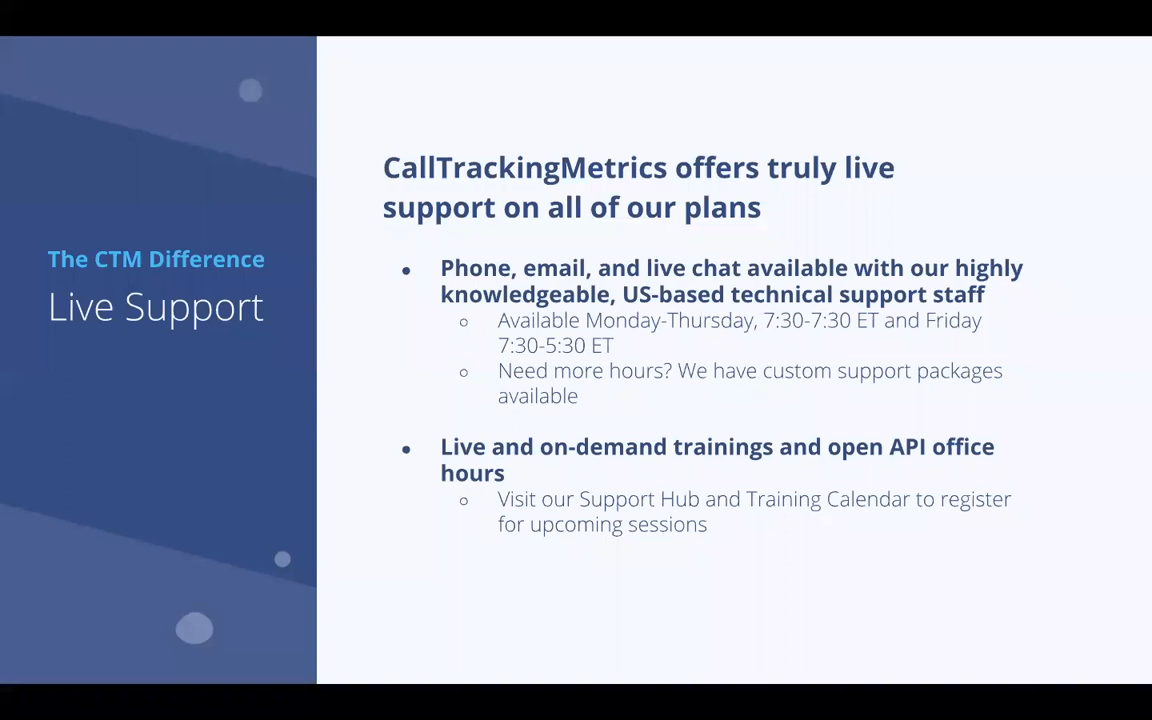 The CTM Difference
Live Support
CallTrackingMetrics offers truly live
support on all of our plans
● Phone, email, and live chat available with our highly
knowledgeable, US-based technical support staff
○ Available Monday-Thursday, 7:30-7:30 ET and Friday
7:30-5:30 ET
○ Need more hours? We have custom support packages
available
● Live and on-demand trainings and open API office
hours
○ Visit our Support Hub and Training Calendar to register
for upcoming sessions